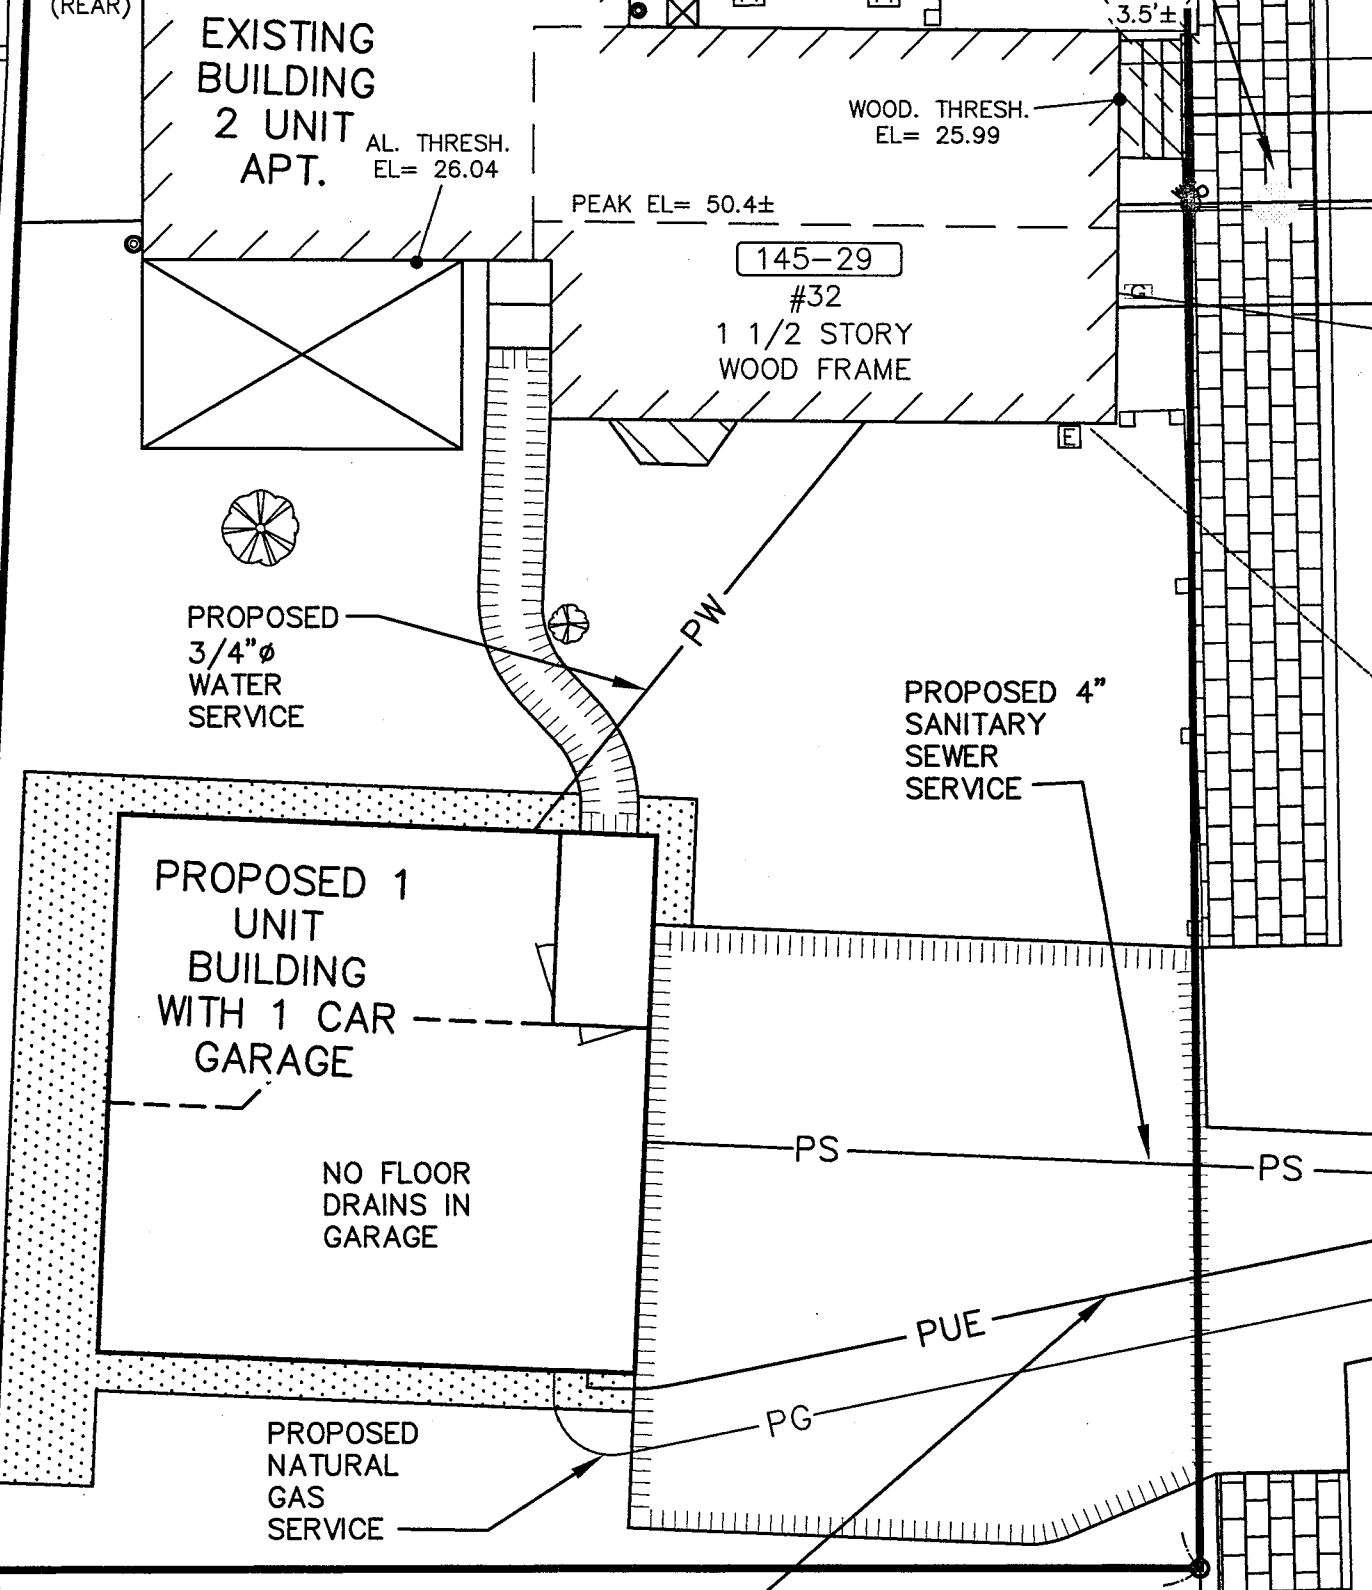 (REAR)
3.5'±
EXISTING
BUILDING
2 UNIT
APT.
AL. THRESH.
EL= 26.04
WOOD. THRESH.
EL= 25.99
PEAK EL= 50.4±
145-29
#32
1 1/2 STORY
WOOD FRAME
G
E
PROPOSED
3/4"ø
WATER
SERVICE
PW
PROPOSED 4"
SANITARY
SEWER
SERVICE
PROPOSED 1
UNIT
BUILDING
WITH 1 CAR
GARAGE
NO FLOOR
DRAINS IN
GARAGE
PS
PS
PUE
PG
PROPOSED
NATURAL
GAS
SERVICE